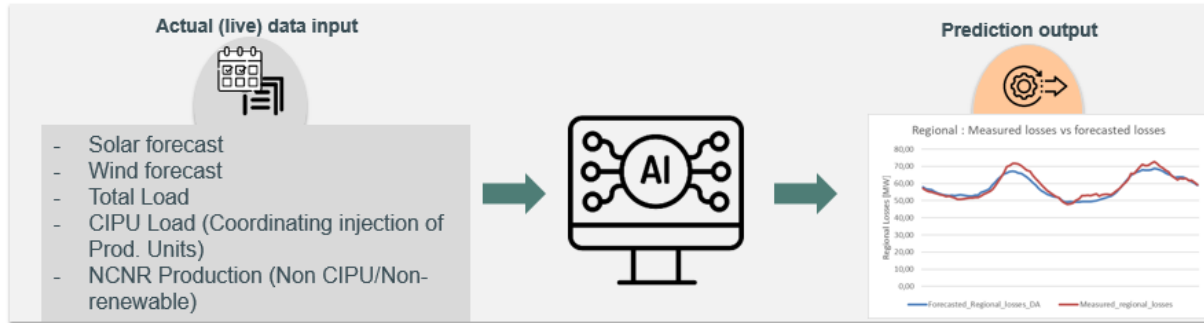 Actual (live) data input
- Solar forecast
- Wind forecast
- Total Load
- CIPU Load (Coordinating injection of
Prod. Units)
- NCNR Production (Non CIPU/Non-
renewable)
AI
Prediction output
Regional : Measured losses vs forecasted losses
Regional Losses [MW]
80,00
70,00
60,00
50,00
40,00
30,00
20,00
10,00
0,00
Forecasted_Regional_losses_DA
Measured_regional_losses